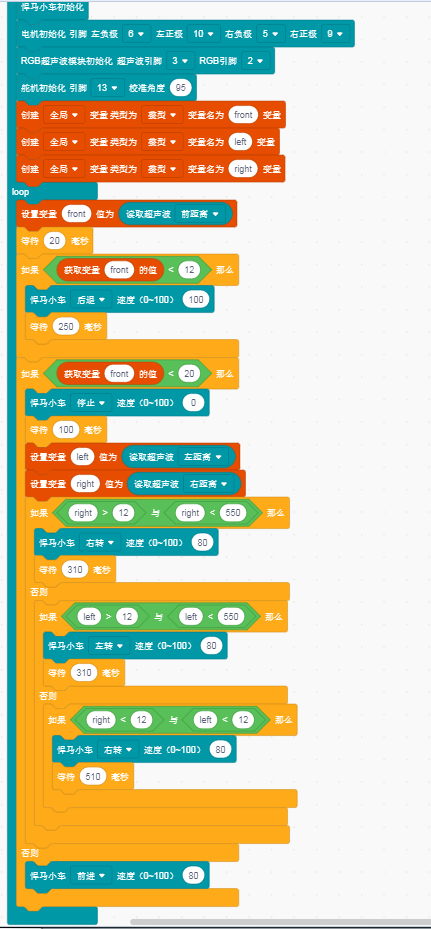 悍马小车初始化
电机初始化 引脚 左负极 6 左正极 10 右负极 5 右正极 9
RGB超声波模块初始化 超声波引脚 3 RGB引脚 2
舵机初始化 引脚 13 校准角度 95
创建 全局 变量 类型为 整型 变量名为 front 变量
创建 全局 变量 类型为 整型 变量名为 left 变量
创建 全局 变量 类型为 整型 变量名为 right 变量
loop
设置变量 front 值为 读取超声波 前距离
等待 20 毫秒
如果 获取变量 front 的值 < 12 那么
悍马小车 后退 速度（0~100） 100
等待 250 毫秒
如果 获取变量 front 的值 < 20 那么
悍马小车 停止 速度（0~100） 0
等待 100 毫秒
设置变量 left 值为 读取超声波 左距离
设置变量 right 值为 读取超声波 右距离
如果 right > 12 与 right < 550 那么
悍马小车 右转 速度（0~100） 80
等待 310 毫秒
否则
如果 left > 12 与 left < 550 那么
悍马小车 左转 速度（0~100） 80
等待 310 毫秒
否则
如果 right < 12 与 left < 12 那么
悍马小车 右转 速度（0~100） 80
等待 510 毫秒
否则
悍马小车 前进 速度（0~100） 80